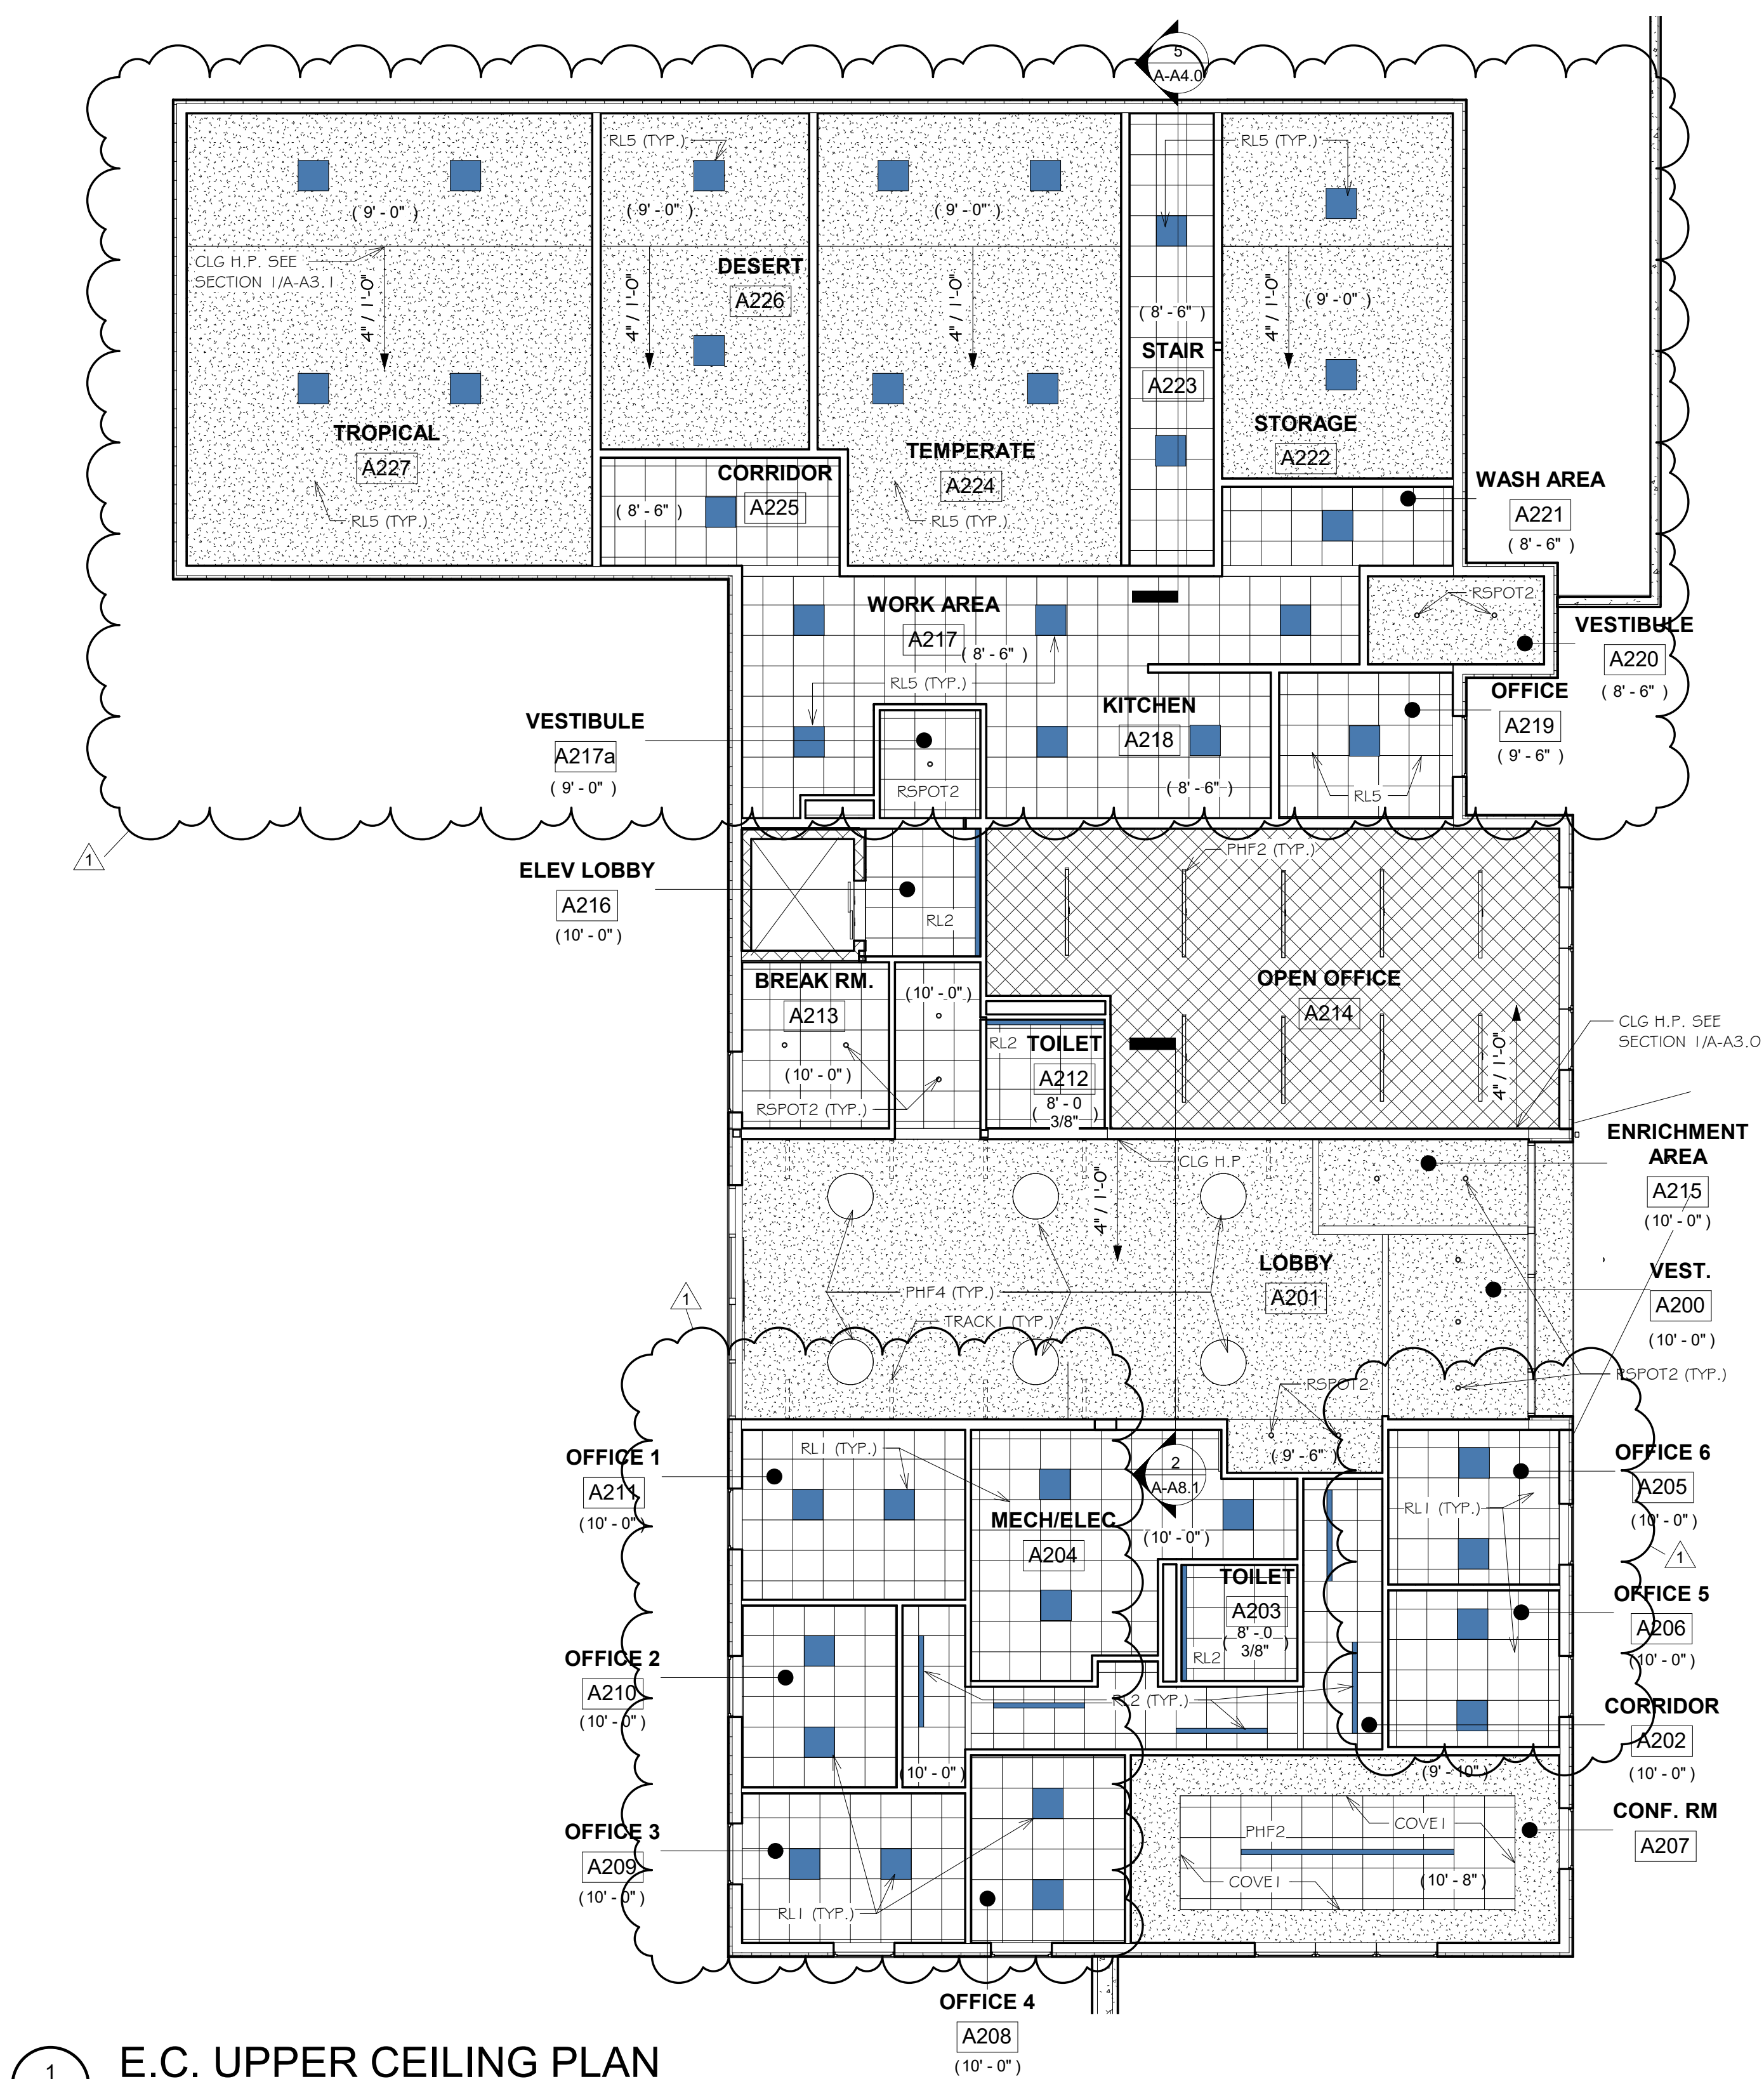 5
A-A4.0
RL5 (TYP.)
RL5 (TYP.)
( 9' - 0" )
( 9' - 0" )
( 9' - 0" )
CLG H.P. SEE
SECTION 1/A-A3.1
4" / 1'-0"
DESERT
A226
4" / 1'-0"
4" / 1'-0"
( 8' - 6" )
STAIR
A223
4" / 1'-0"
( 9' - 0" )
TROPICAL
A227
RL5 (TYP.)
CORRIDOR
A225
( 8' - 6" )
TEMPERATE
A224
RL5 (TYP.)
STORAGE
A222
WASH AREA
A221
( 8' - 6" )
WORK AREA
A217
( 8' - 6" )
RL5 (TYP.)
RSPOT2
VESTIBULE
A220
( 8' - 6" )
KITCHEN
A218
( 8' - 6" )
OFFICE
A219
( 9' - 6" )
RL5
VESTIBULE
A217a
( 9' - 0" )
RSPOT2
1
ELEV LOBBY
A216
(10' - 0" )
RL2
PHF2 (TYP.)
BREAK RM.
A213
(10' - 0" )
(10' - 0" )
RSPOT2 (TYP.)
RL2
TOILET
A212
( 8' - 0
3/8" )
OPEN OFFICE
A214
4" / 1'-0"
CLG H.P. SEE
SECTION 1/A-A3.0
CLG H.P.
4" / 1'-0"
ENRICHMENT
AREA
A215
(10' - 0" )
LOBBY
A201
VEST.
A200
(10' - 0" )
PHF4 (TYP.)
TRACK1 (TYP.)
1
RSPOT2
RSPOT2 (TYP.)
( 9' - 6" )
OFFICE 1
A211
(10' - 0" )
RL1 (TYP.)
MECH/ELEC
A204
2
A-A8.1
(10' - 0" )
OFFICE 6
A205
(10' - 0" )
RL1 (TYP.)
1
TOILET
A203
( 8' - 0
3/8" )
RL2
OFFICE 5
A206
(10' - 0" )
OFFICE 2
A210
(10' - 0" )
RL2 (TYP.)
CORRIDOR
A202
(10' - 0" )
(10' - 0" )
(9' - 10" )
OFFICE 3
A209
(10' - 0" )
RL1 (TYP.)
PHF2
COVE1
COVE1
(10' - 8" )
CONF. RM
A207
OFFICE 4
A208
(10' - 0" )
1
E.C. UPPER CEILING PLAN